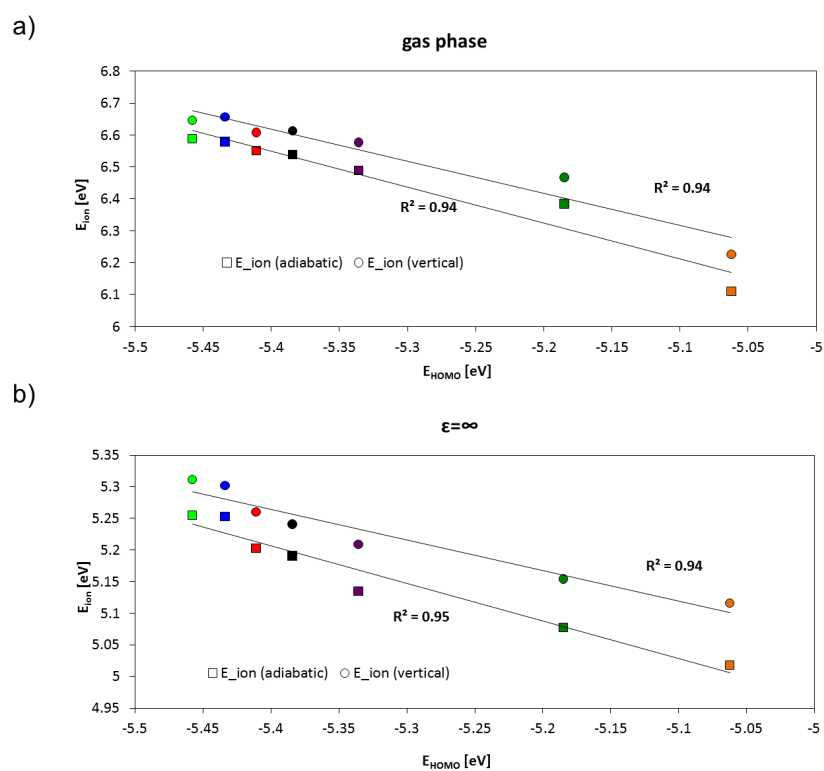 a)
gas phase
6.8
6.7
6.6
6.5
6.4
6.3
6.2
6.1
6
E_ion [eV]
R² = 0.94
R² = 0.94
E_ion (adiabatic) E_ion (vertical)
-5.5 -5.45 -5.4 -5.35 -5.3 -5.25 -5.2 -5.15 -5.1 -5.05 -5
E_HOMO [eV]
b)
ε=∞
5.35
5.3
5.25
5.2
5.15
5.1
5.05
5
4.95
E_ion [eV]
R² = 0.94
R² = 0.95
E_ion (adiabatic) E_ion (vertical)
-5.5 -5.45 -5.4 -5.35 -5.3 -5.25 -5.2 -5.15 -5.1 -5.05 -5
E_HOMO [eV]